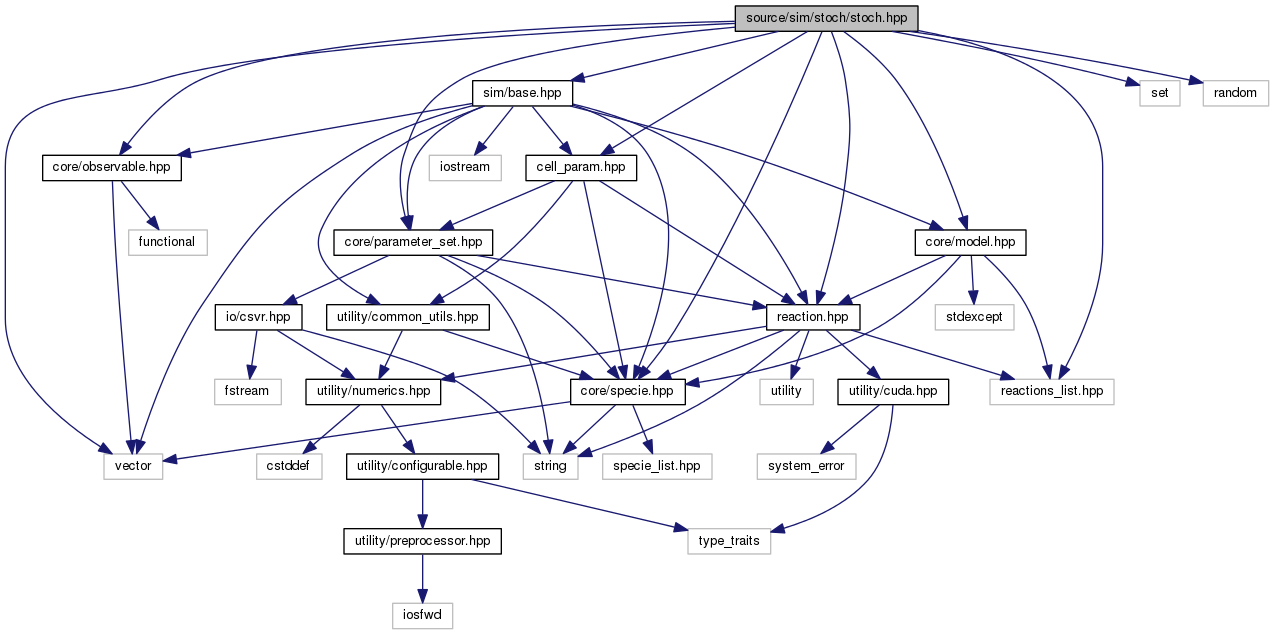 source/sim/stoch/stoch.hpp
sim/base.hpp
set
random
core/observable.hpp
iostream
cell_param.hpp
functional
core/parameter_set.hpp
core/model.hpp
io/csvr.hpp
utility/common_utils.hpp
reaction.hpp
stdexcept
fstream
utility/numerics.hpp
core/specie.hpp
utility
utility/cuda.hpp
reactions_list.hpp
vector
cstddef
utility/configurable.hpp
string
specie_list.hpp
system_error
utility/preprocessor.hpp
type_traits
iosfwd